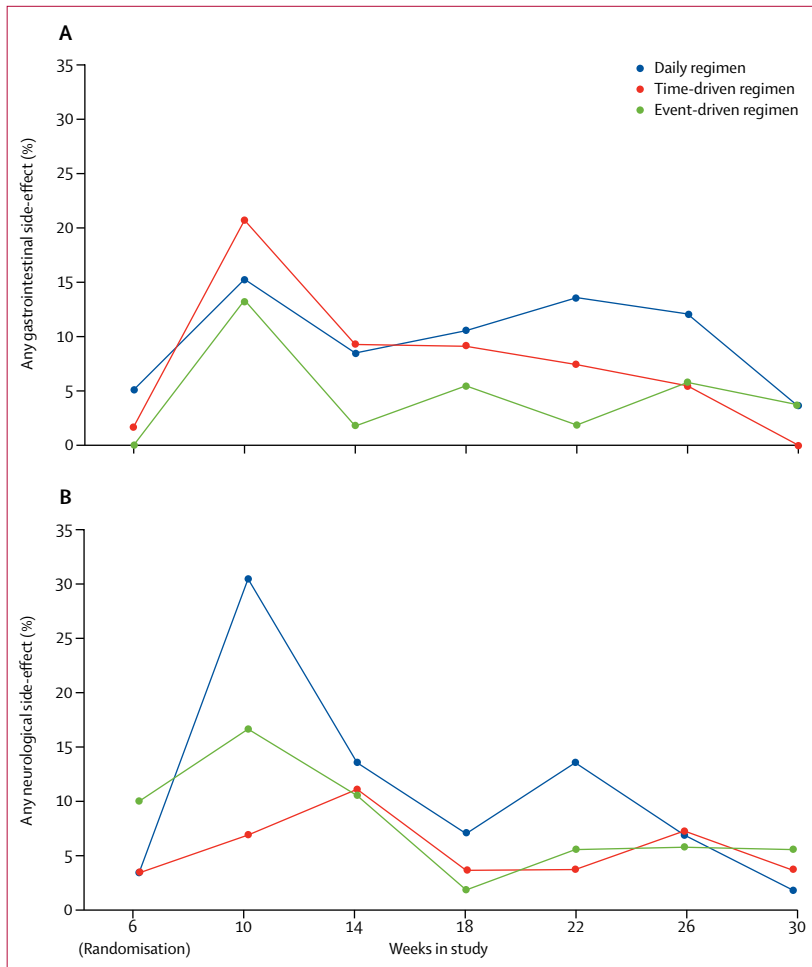 A
35
30
25
20
15
10
5
0
Any gastrointestinal side-effect (%)
Daily regimen
Time-driven regimen
Event-driven regimen
B
35
30
25
20
15
10
5
0
Any neurological side-effect (%)
6 10 14 18 22 26 30
(Randomisation) Weeks in study